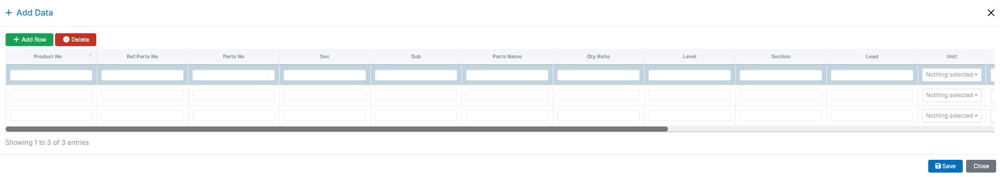 + Add Data
+ Add Row Delete
Product No Ref.Parts No Parts No Sec Sub Parts Name Qty Ratio Level Section Lead Unit
Nothing selected
Nothing selected
Nothing selected
Showing 1 to 3 of 3 entries
Save Close